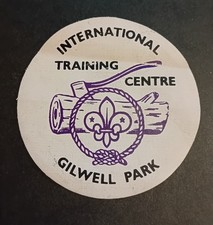 INTERNATIONAL
TRAINING CENTRE
GILWELL PARK